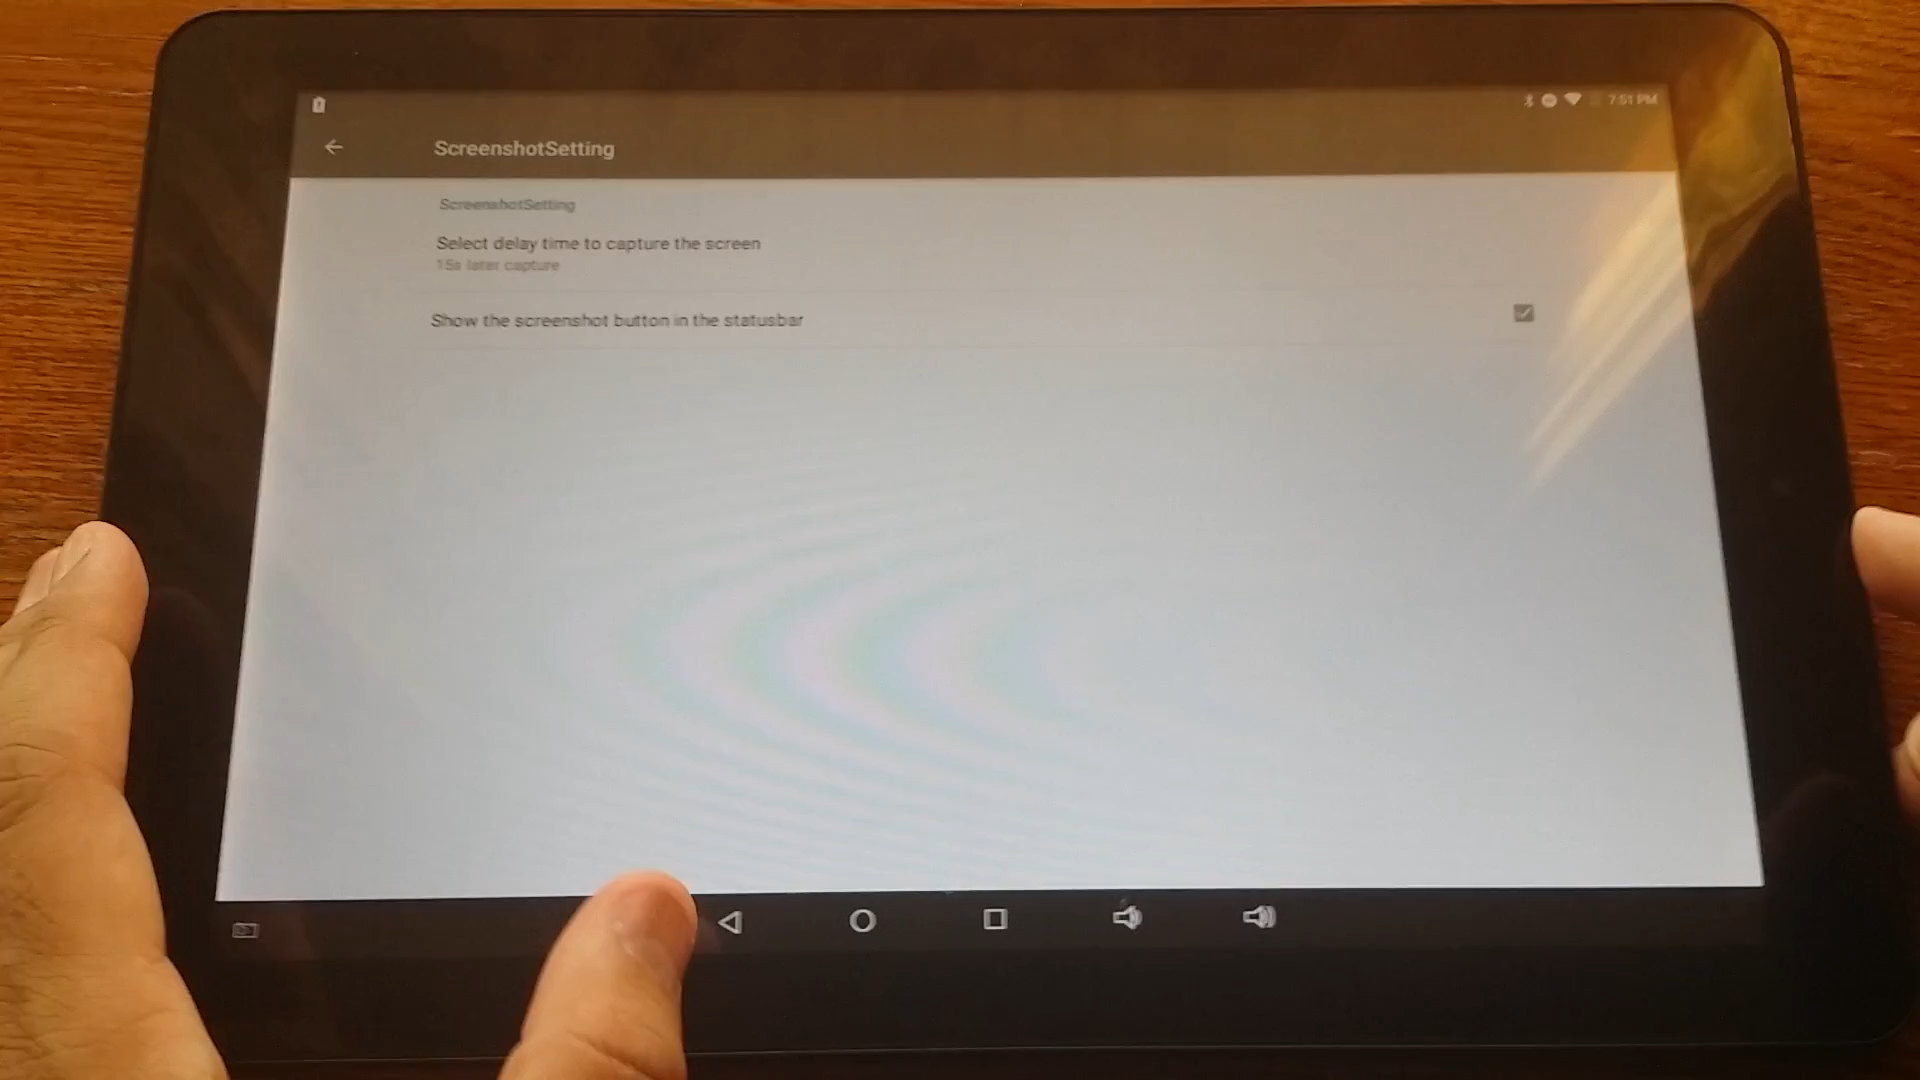 7:51 PM
ScreenshotSetting
ScreenshotSetting
Select delay time to capture the screen
15s later capture
Show the screenshot button in the statusbar